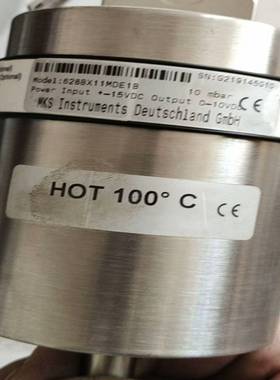 SN:G219145G10
Model:628BX11MDE1B 10 mbar
Power Input +-15VDC Output 0-10VDC
MKS Instruments Deutschland GmbH
CE
HOT 100° C CE